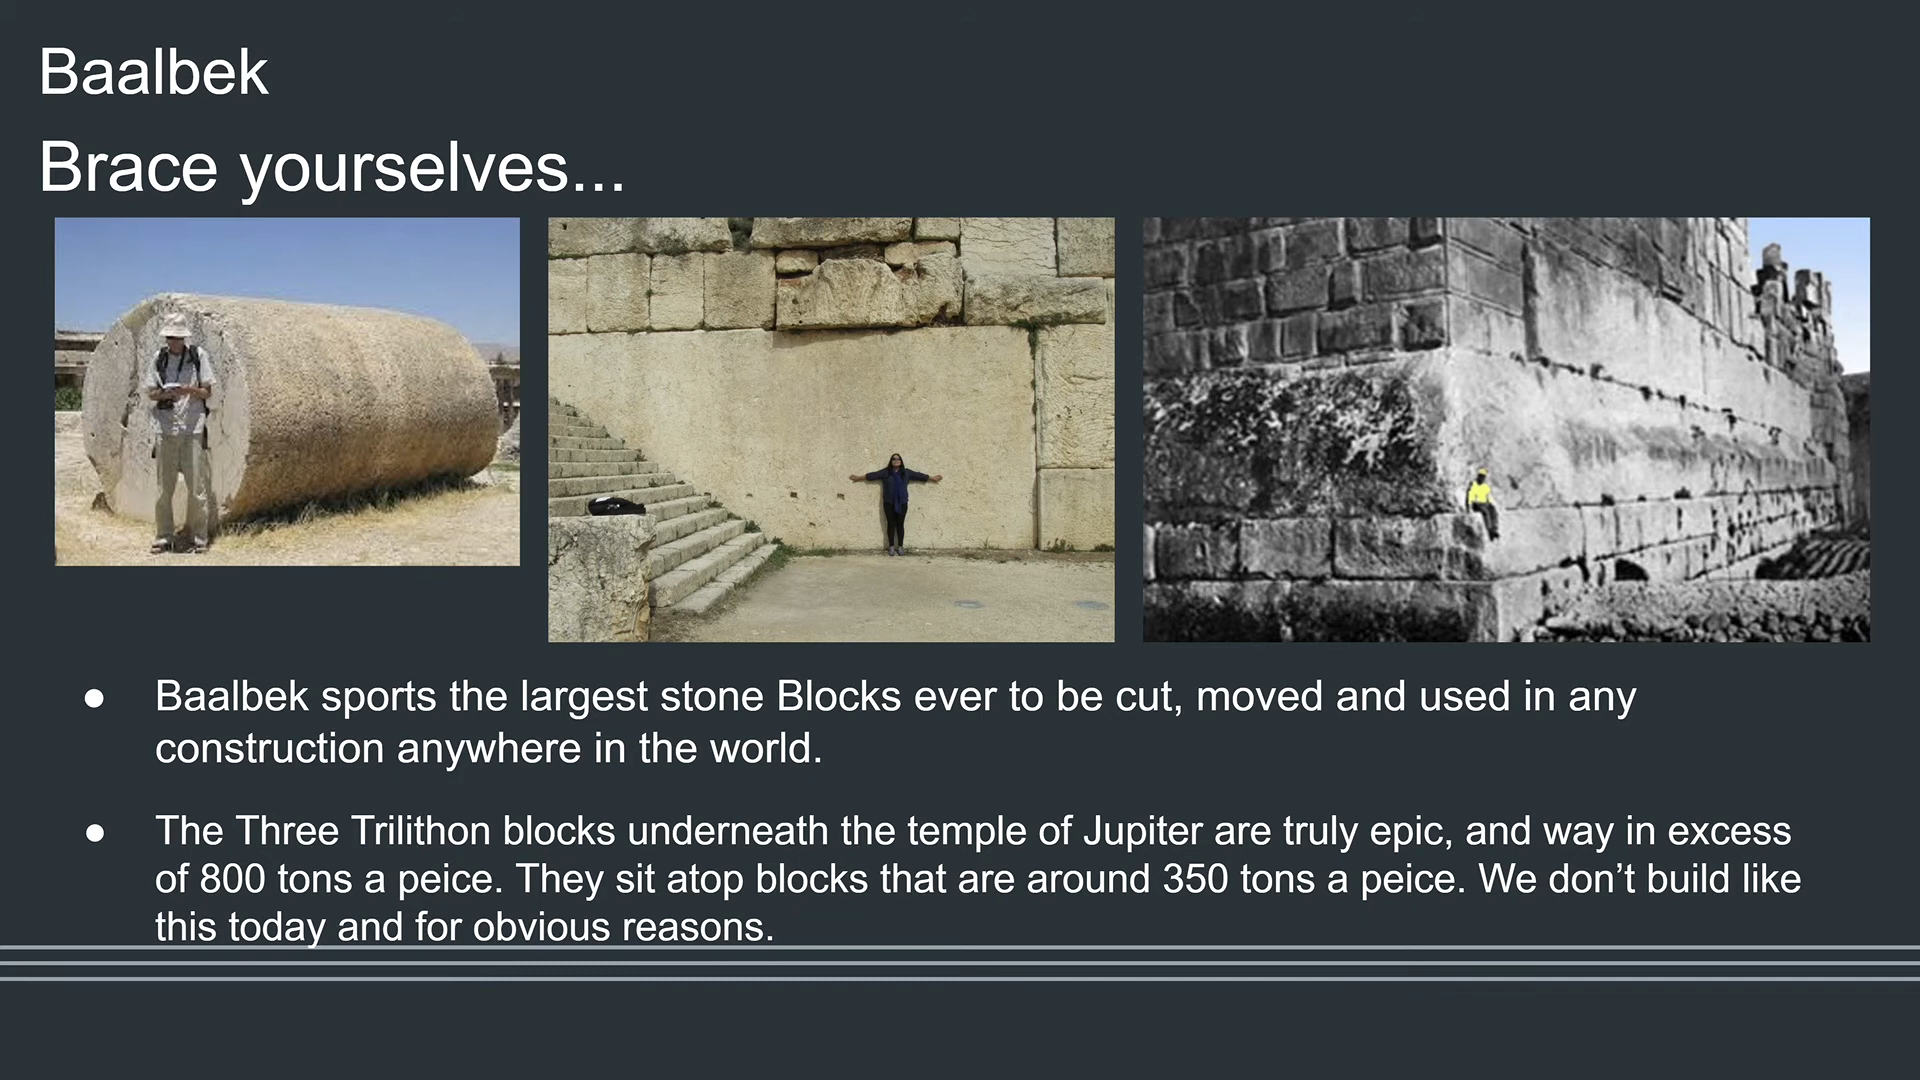 Baalbek
Brace yourselves...
● Baalbek sports the largest stone Blocks ever to be cut, moved and used in any
construction anywhere in the world.
● The Three Trilithon blocks underneath the temple of Jupiter are truly epic, and way in excess
of 800 tons a peice. They sit atop blocks that are around 350 tons a peice. We don’t build like
this today and for obvious reasons.